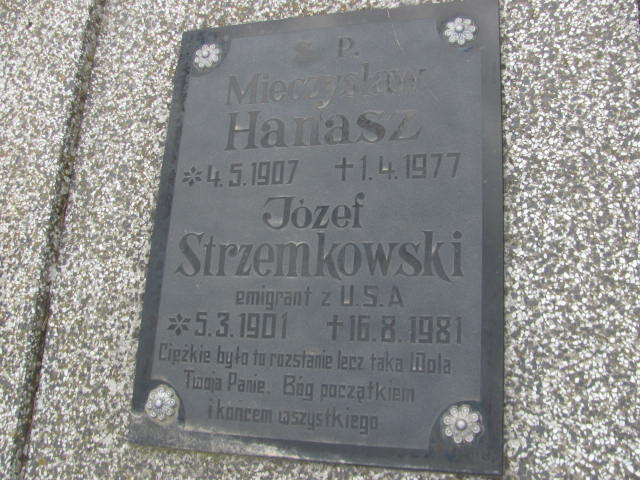 Ś. P.
Mieczysław
Hanasz
*4.5.1907 +1.4.1977
Józef
Strzemkowski
emigrant z U.S.A
*5.3.1901 +16.8.1981
Ciężkie było to rozstanie lecz taka Wola
Twoja Panie. Bóg początkiem
i końcem wszystkiego